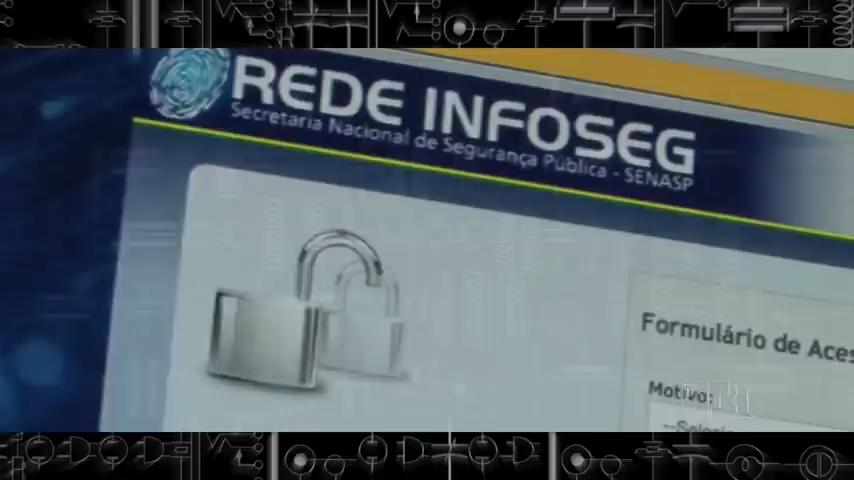 REDE INFOSEG
Secretaria Nacional de Segurança Pública - SENASP
Formulário de Aces
Motivo: